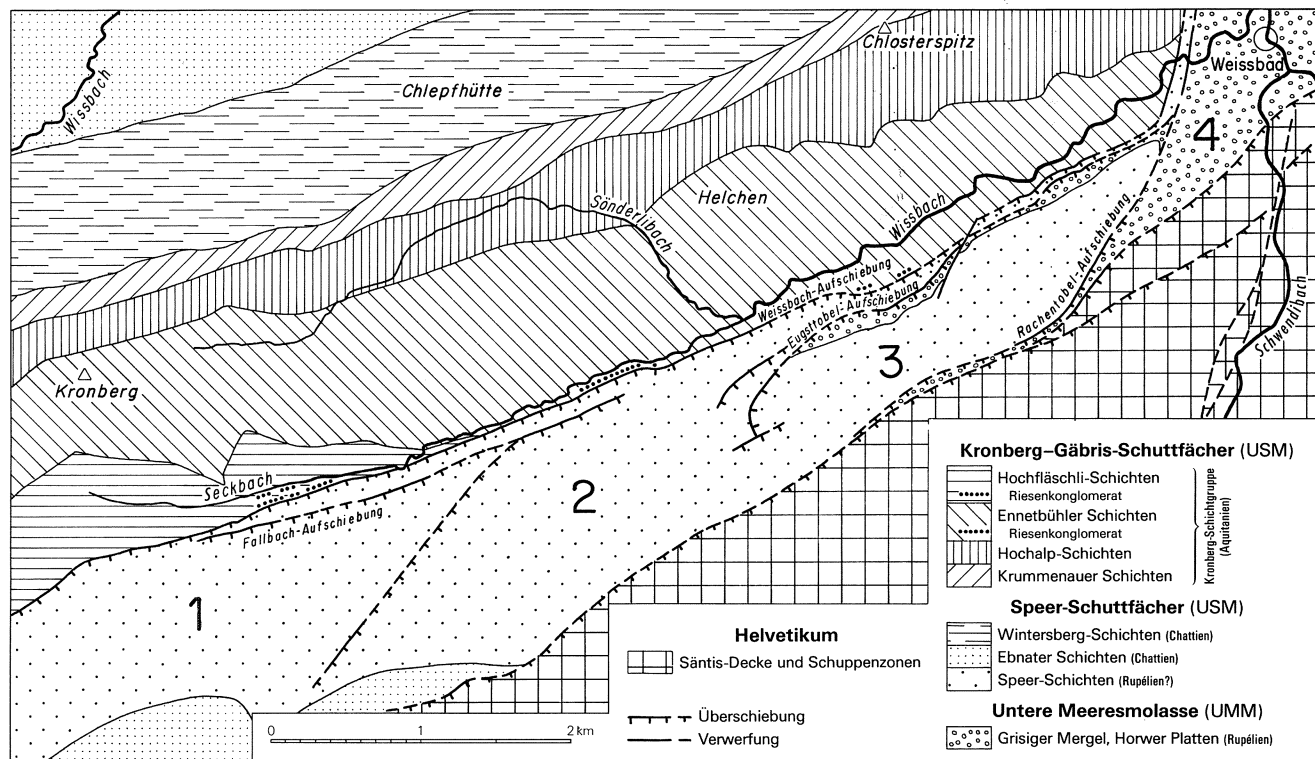 Chlosterspitz
Weissbad
Wissbach
Chlepfhütte
4
Sönderlibach
Helchen
Wissbach
Rachentobel-Aufschiebung
Weissbach-Aufschiebung
Eugsttobel-Aufschiebung
Schwendibach
3
Kronberg
Seckbach
Fallbach-Aufschiebung
2
1
Kronberg–Gäbris-Schuttfächer (USM)
Hochfläschli-Schichten
Riesenkonglomerat
Ennetbühler Schichten
Riesenkonglomerat
Hochalp-Schichten
Krummenauer Schichten
Kronberg-Schichtgruppe
(Aquitanien)
Speer-Schuttfächer (USM)
Wintersberg-Schichten (Chattien)
Ebnater Schichten (Chattien)
Speer-Schichten (Rupélien?)
Untere Meeresmolasse (UMM)
Grisiger Mergel, Horwer Platten (Rupélien)
Helvetikum
Säntis-Decke und Schuppenzonen
Überschiebung
Verwerfung
0 1 2 km